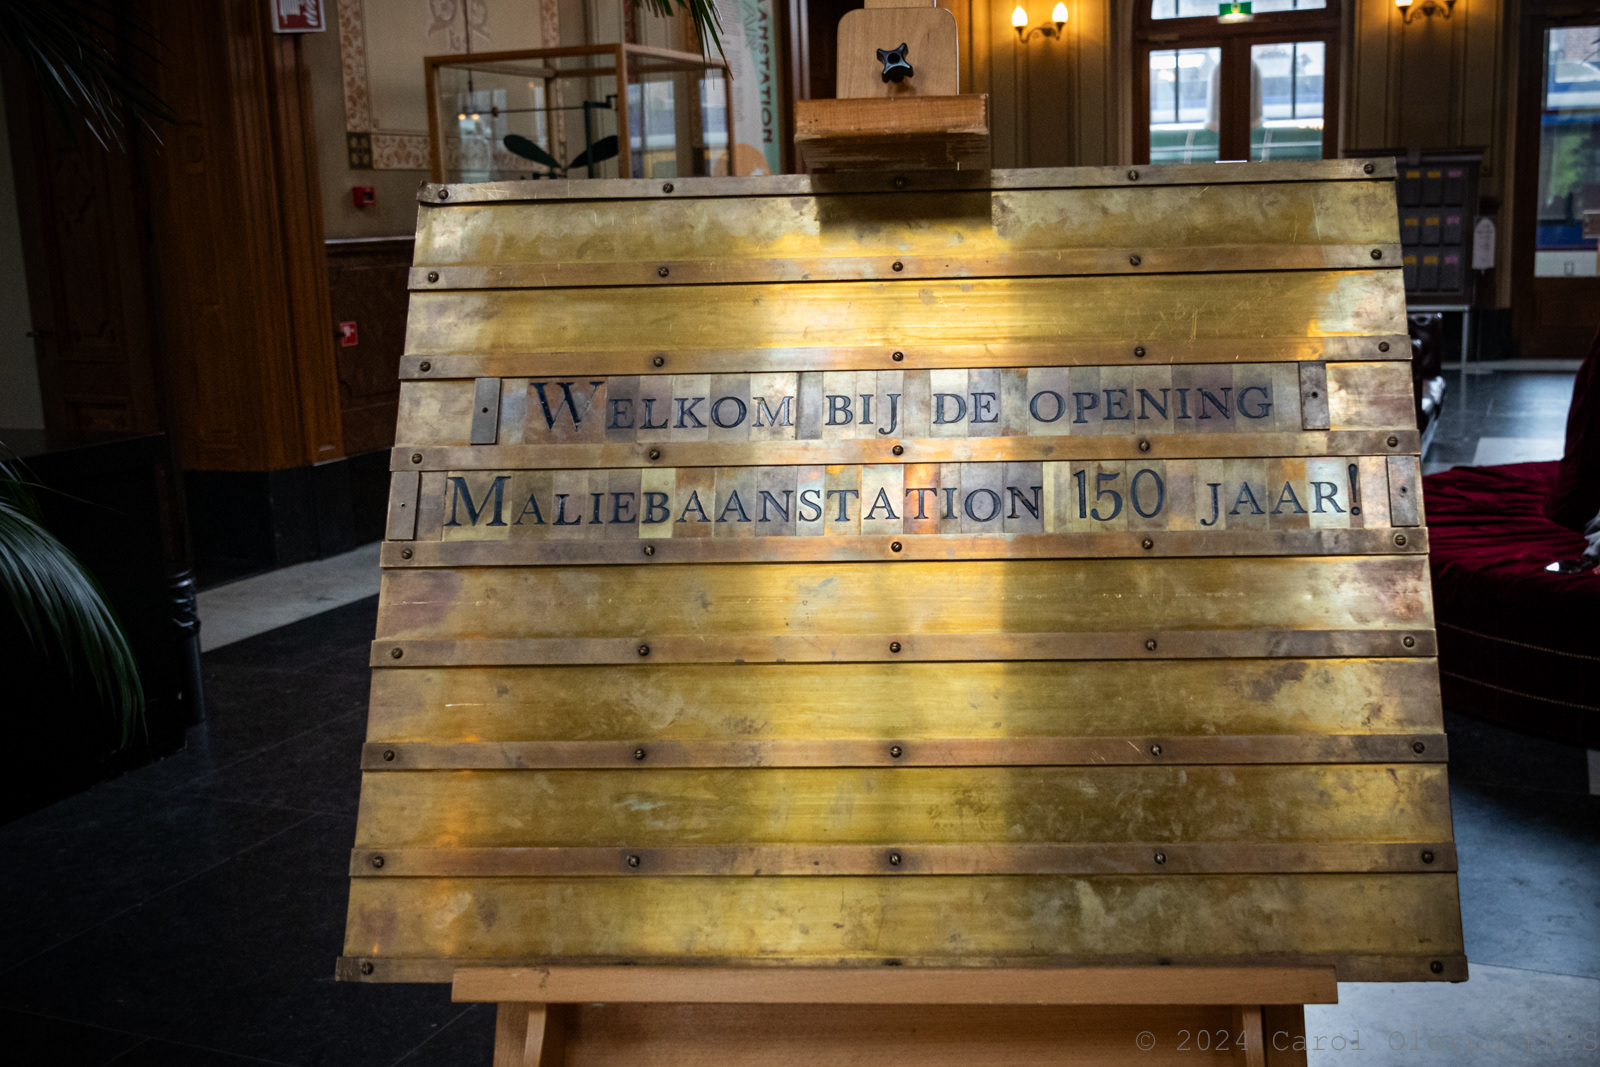 WELKOM BIJ DE OPENING
MALIEBAANSTATION 150 JAAR!
© 2024 Carol